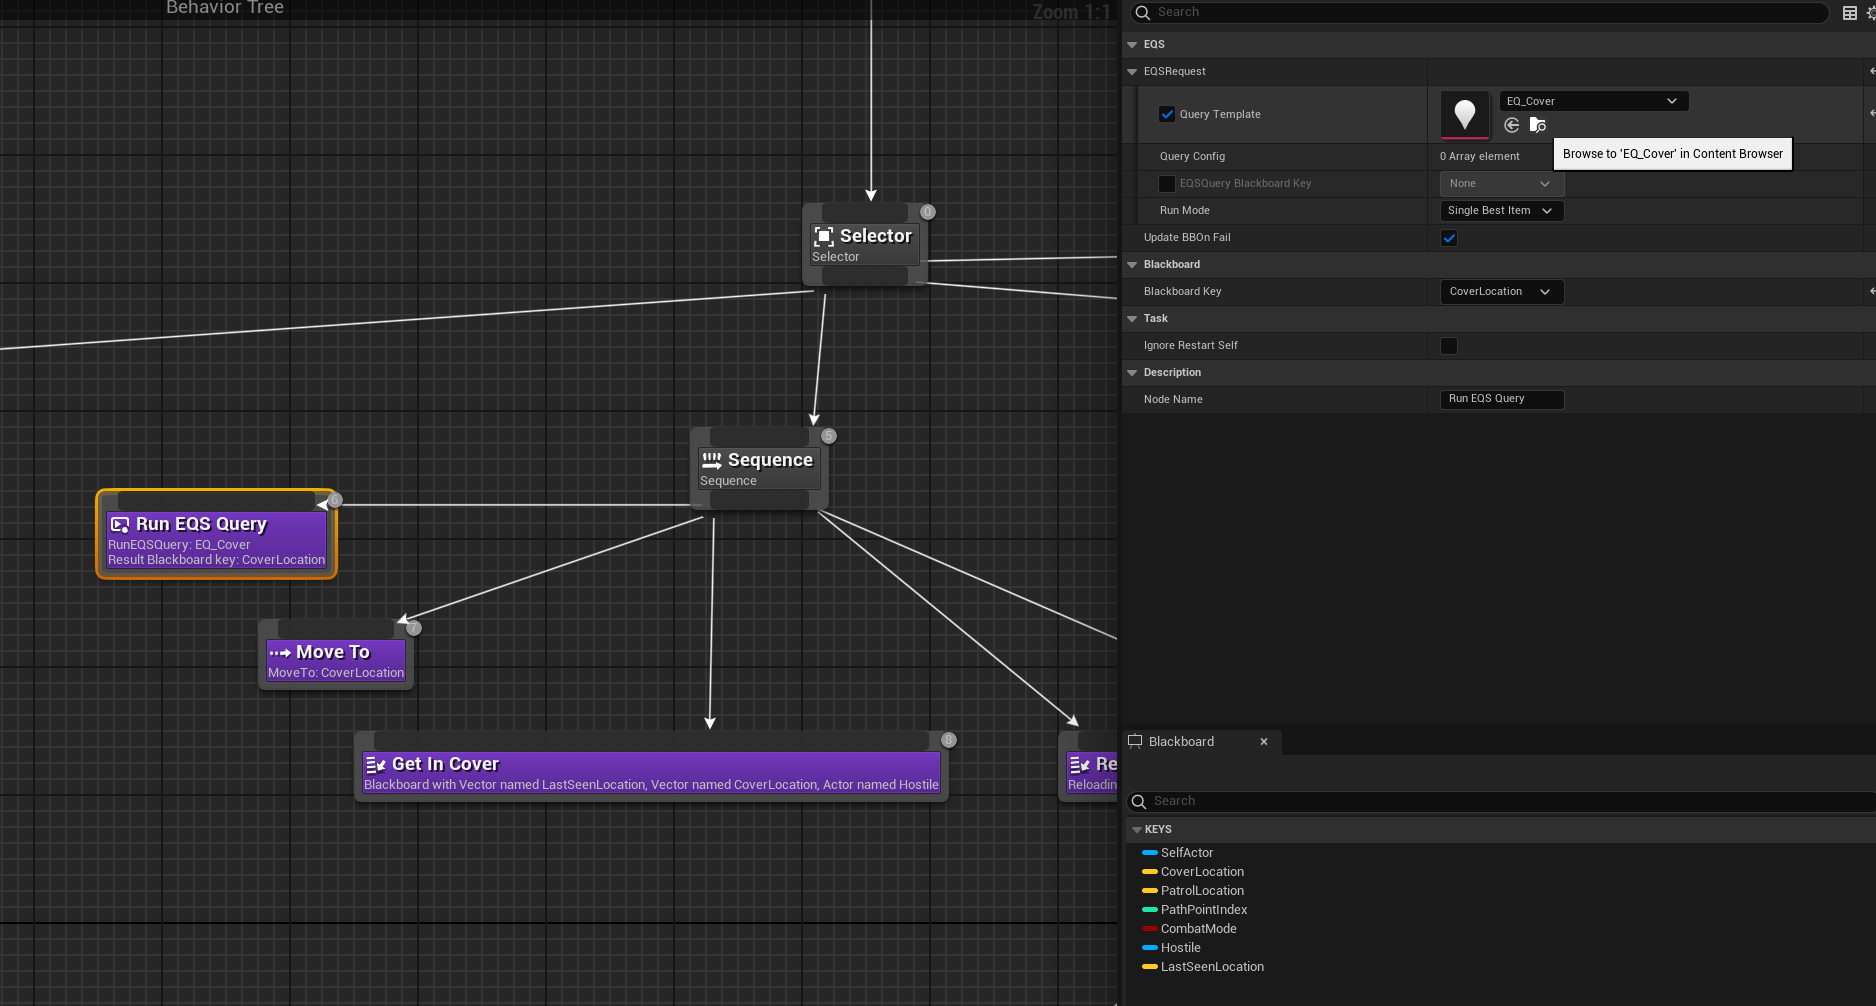 Behavior Tree
Zoom 1:1
0
Selector
Selector
5
Sequence
Sequence
6
Run EQS Query
RunEQSQuery: EQ_Cover
Result Blackboard key: CoverLocation
7
Move To
MoveTo: CoverLocation
8
Get In Cover
Blackboard with Vector named LastSeenLocation, Vector named CoverLocation, Actor named Hostile
Re
Reloadin
Search
EQS
EQSRequest
Query Template
EQ_Cover
Browse to 'EQ_Cover' in Content Browser
Query Config
0 Array element
EQSQuery Blackboard Key
None
Run Mode
Single Best Item
Update BBOn Fail
Blackboard
Blackboard Key
CoverLocation
Task
Ignore Restart Self
Description
Node Name
Run EQS Query
Blackboard
Search
KEYS
SelfActor
CoverLocation
PatrolLocation
PathPointIndex
CombatMode
Hostile
LastSeenLocation